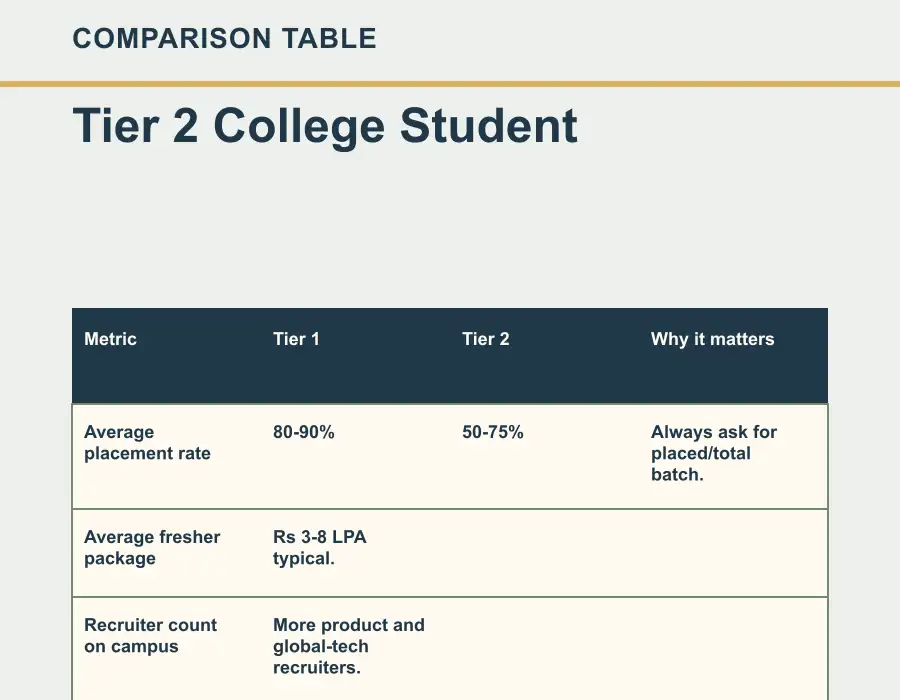 COMPARISON TABLE
Tier 2 College Student
Metric
Tier 1
Tier 2
Why it matters
Average
placement rate
80-90%
50-75%
Always ask for
placed/total
batch.
Average fresher
package
Rs 3-8 LPA
typical.
Recruiter count
on campus
More product and
global-tech
recruiters.